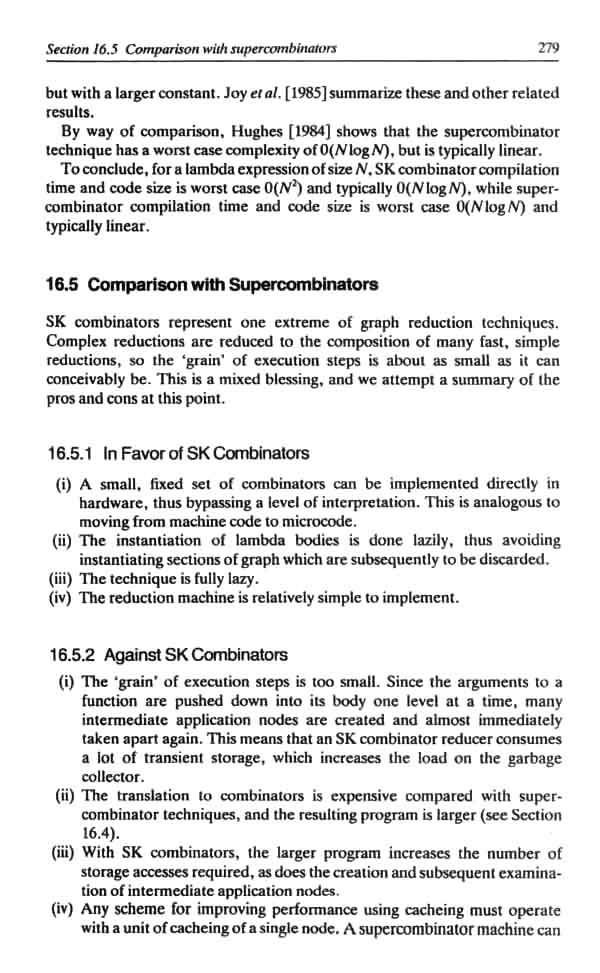 Section 16.5 Comparison with supercombinators 279
but with a larger constant. Joy et al. [1985] summarize these and other related
results.
By way of comparison, Hughes [1984] shows that the supercombinator
technique has a worst case complexity of O(N log N), but is typically linear.
To conclude, for a lambda expression of size N, SK combinator compilation
time and code size is worst case O(N²) and typically O(N log N), while super-
combinator compilation time and code size is worst case O(N log N) and
typically linear.
16.5 Comparison with Supercombinators
SK combinators represent one extreme of graph reduction techniques.
Complex reductions are reduced to the composition of many fast, simple
reductions, so the 'grain' of execution steps is about as small as it can
conceivably be. This is a mixed blessing, and we attempt a summary of the
pros and cons at this point.
16.5.1 In Favor of SK Combinators
(i) A small, fixed set of combinators can be implemented directly in
hardware, thus bypassing a level of interpretation. This is analogous to
moving from machine code to microcode.
(ii) The instantiation of lambda bodies is done lazily, thus avoiding
instantiating sections of graph which are subsequently to be discarded.
(iii) The technique is fully lazy.
(iv) The reduction machine is relatively simple to implement.
16.5.2 Against SK Combinators
(i) The 'grain' of execution steps is too small. Since the arguments to a
function are pushed down into its body one level at a time, many
intermediate application nodes are created and almost immediately
taken apart again. This means that an SK combinator reducer consumes
a lot of transient storage, which increases the load on the garbage
collector.
(ii) The translation to combinators is expensive compared with super-
combinator techniques, and the resulting program is larger (see Section
16.4).
(iii) With SK combinators, the larger program increases the number of
storage accesses required, as does the creation and subsequent examina-
tion of intermediate application nodes.
(iv) Any scheme for improving performance using cacheing must operate
with a unit of cacheing of a single node. A supercombinator machine can